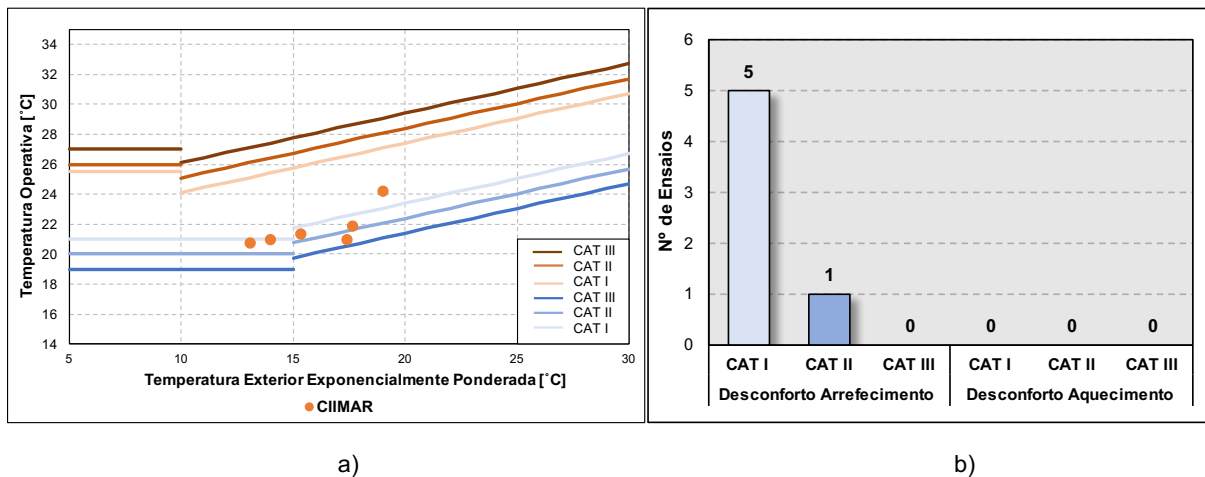 Temperatura Operativa [˚C]
34
32
30
28
26
24
22
20
18
16
14
5
10
15
20
25
30
CAT III
CAT II
CAT I
CAT III
CAT II
CAT I
Temperatura Exterior Exponencialmente Ponderada [˚C]
CIIMAR
a)
Nº de Ensaios
6
5
4
3
2
1
0
5
1
0
0
0
0
CAT I
CAT II
CAT III
CAT I
CAT II
CAT III
Desconforto Arrefecimento
Desconforto Aquecimento
b)